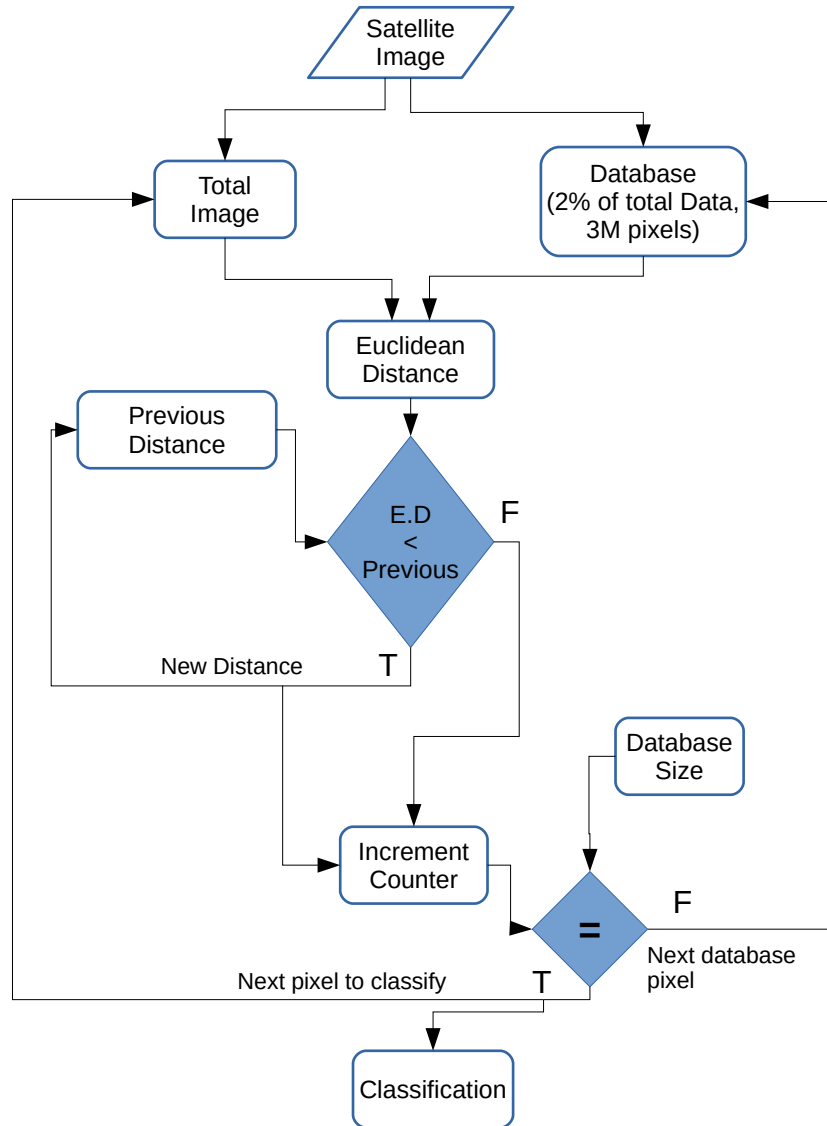 Satellite
Image
Total
Image
Database
(2% of total Data,
3M pixels)
Euclidean
Distance
Previous
Distance
E.D
<
Previous
F
T
New Distance
Database
Size
Increment
Counter
=
F
Next database
pixel
T
Next pixel to classify
Classification